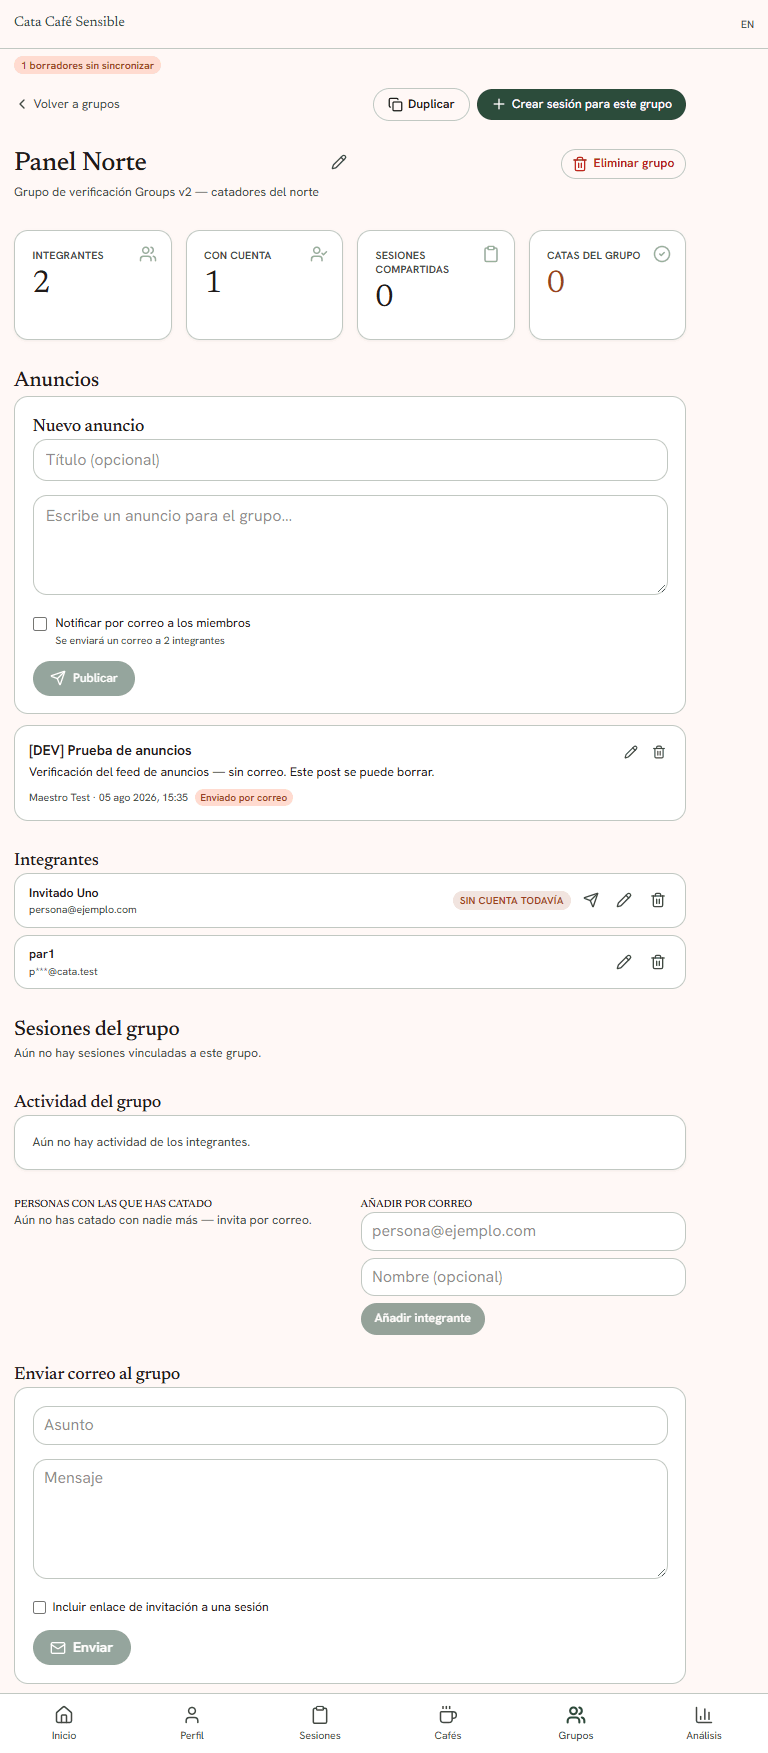 Cata Café Sensible
EN
1 borradores sin sincronizar
Volver a grupos
Duplicar
Crear sesión para este grupo
Panel Norte
Eliminar grupo
Grupo de verificación Groups v2 — catadores del norte
INTEGRANTES
2
CON CUENTA
1
SESIONES
COMPARTIDAS
0
CATAS DEL GRUPO
0
Anuncios
Nuevo anuncio
Título (opcional)
Escribe un anuncio para el grupo…
Notificar por correo a los miembros
Se enviará un correo a 2 integrantes
Publicar
[DEV] Prueba de anuncios
Verificación del feed de anuncios — sin correo. Este post se puede borrar.
Maestro Test · 05 ago 2026, 15:35 Enviado por correo
Integrantes
Invitado Uno
persona@ejemplo.com
SIN CUENTA TODAVÍA
par1
p***@cata.test
Sesiones del grupo
Aún no hay sesiones vinculadas a este grupo.
Actividad del grupo
Aún no hay actividad de los integrantes.
PERSONAS CON LAS QUE HAS CATADO
Aún no has catado con nadie más — invita por correo.
AÑADIR POR CORREO
persona@ejemplo.com
Nombre (opcional)
Añadir integrante
Enviar correo al grupo
Asunto
Mensaje
Incluir enlace de invitación a una sesión
Enviar
Inicio
Perfil
Sesiones
Cafés
Grupos
Análisis